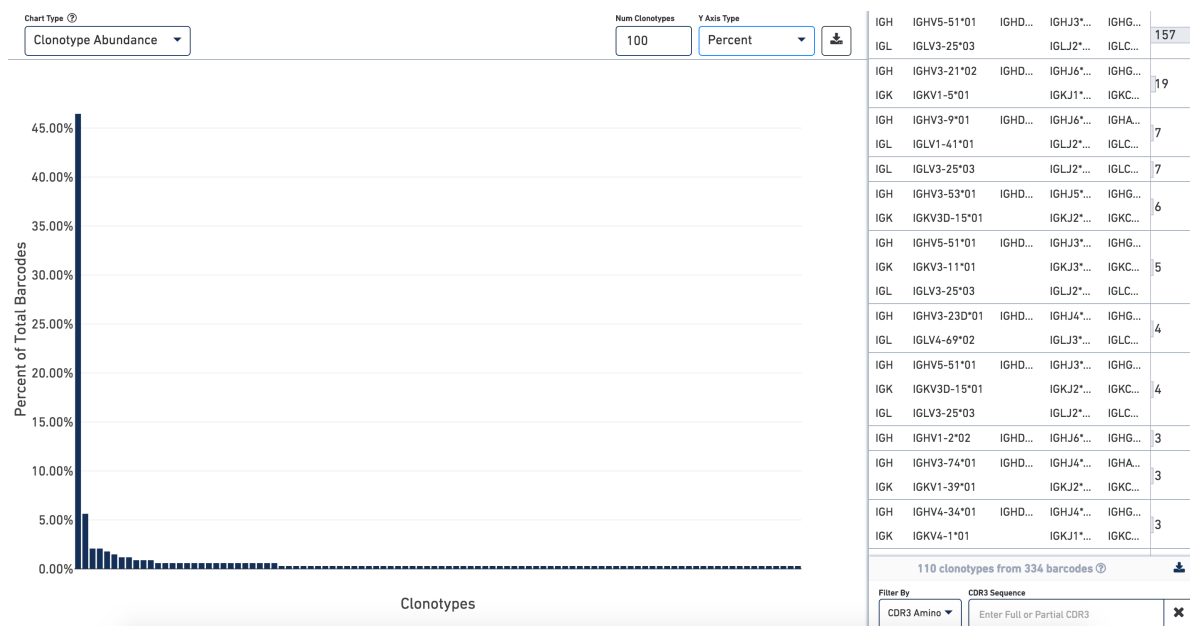 Chart Type ?
Clonotype Abundance
Num Clonotypes
100
Y Axis Type
Percent
45.00%
40.00%
35.00%
30.00%
25.00%
20.00%
15.00%
10.00%
5.00%
0.00%
Percent of Total Barcodes
Clonotypes
IGH IGHV5-51*01 IGHD... IGHJ3*... IGHG...
157
IGL IGLV3-25*03 IGLJ2*... IGLC...
IGH IGHV3-21*02 IGHD... IGHJ6*... IGHG...
19
IGK IGKV1-5*01 IGKJ1*... IGKC...
IGH IGHV3-9*01 IGHD... IGHJ6*... IGHA...
7
IGL IGLV1-41*01 IGLJ2*... IGLC...
IGL IGLV3-25*03 IGLJ2*... IGLC... 7
IGH IGHV3-53*01 IGHD... IGHJ5*... IGHG...
6
IGK IGKV3D-15*01 IGKJ2*... IGKC...
IGH IGHV5-51*01 IGHD... IGHJ3*... IGHG...
IGK IGKV3-11*01 IGKJ3*... IGKC... 5
IGL IGLV3-25*03 IGLJ2*... IGLC...
IGH IGHV3-23D*01 IGHD... IGHJ4*... IGHG...
4
IGL IGLV4-69*02 IGLJ3*... IGLC...
IGH IGHV5-51*01 IGHD... IGHJ3*... IGHG...
IGK IGKV3D-15*01 IGKJ2*... IGKC... 4
IGL IGLV3-25*03 IGLJ2*... IGLC...
IGH IGHV1-2*02 IGHD... IGHJ6*... IGHG... 3
IGH IGHV3-74*01 IGHD... IGHJ4*... IGHA...
3
IGK IGKV1-39*01 IGKJ2*... IGKC...
IGH IGHV4-34*01 IGHD... IGHJ4*... IGHG...
3
IGK IGKV4-1*01 IGKJ1*... IGKC...
110 clonotypes from 334 barcodes ?
Filter By
CDR3 Amino
CDR3 Sequence
Enter Full or Partial CDR3